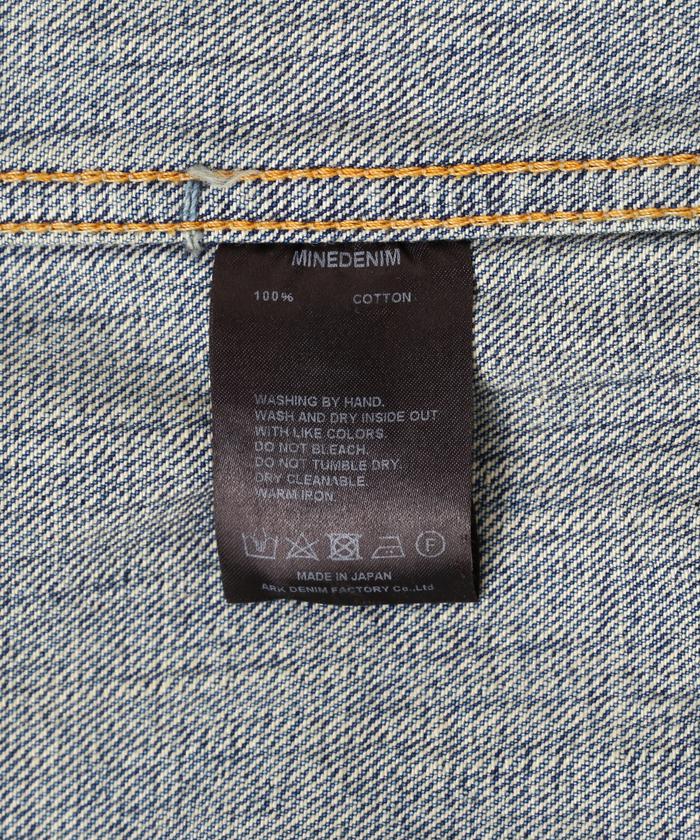 MINEDENIM
100% COTTON
WASHING BY HAND.
WASH AND DRY INSIDE OUT
WITH LIKE COLORS.
DO NOT BLEACH.
DO NOT TUMBLE DRY.
DRY CLEANABLE.
WARM IRON.
F
MADE IN JAPAN
ARK DENIM FACTORY Co.,Ltd